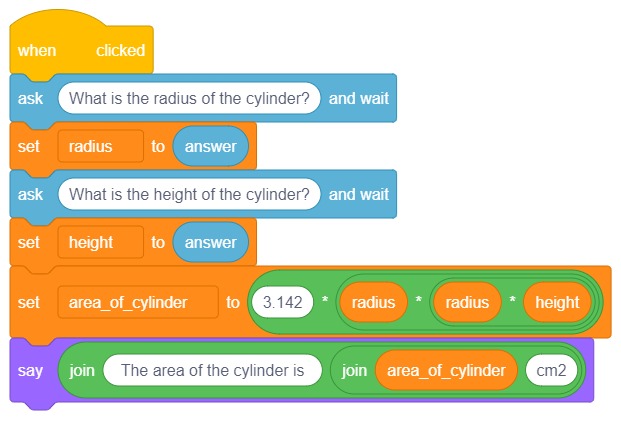 when clicked
ask What is the radius of the cylinder? and wait
set radius to answer
ask What is the height of the cylinder? and wait
set height to answer
set area_of_cylinder to 3.142 * radius * radius * height
say join The area of the cylinder is join area_of_cylinder cm2